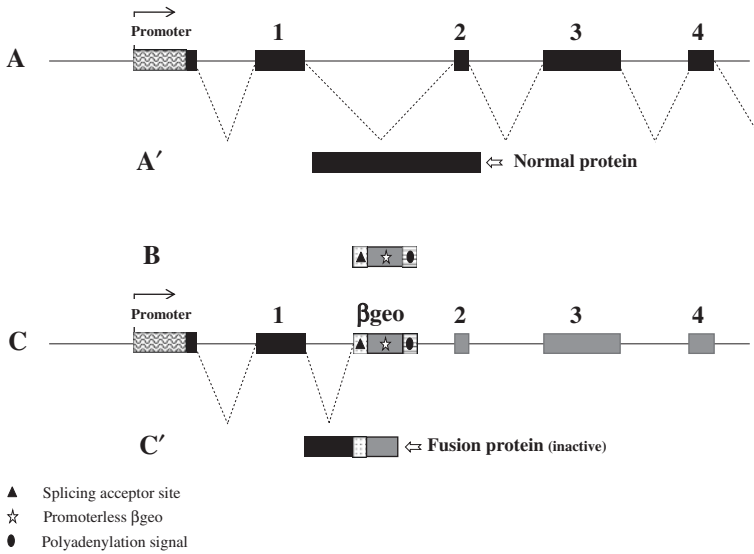 Promoter
1 2 3 4
A
A′ Normal protein
B
Promoter
1 βgeo 2 3 4
C
C′ Fusion protein (inactive)
Splicing acceptor site
Promoterless βgeo
Polyadenylation signal